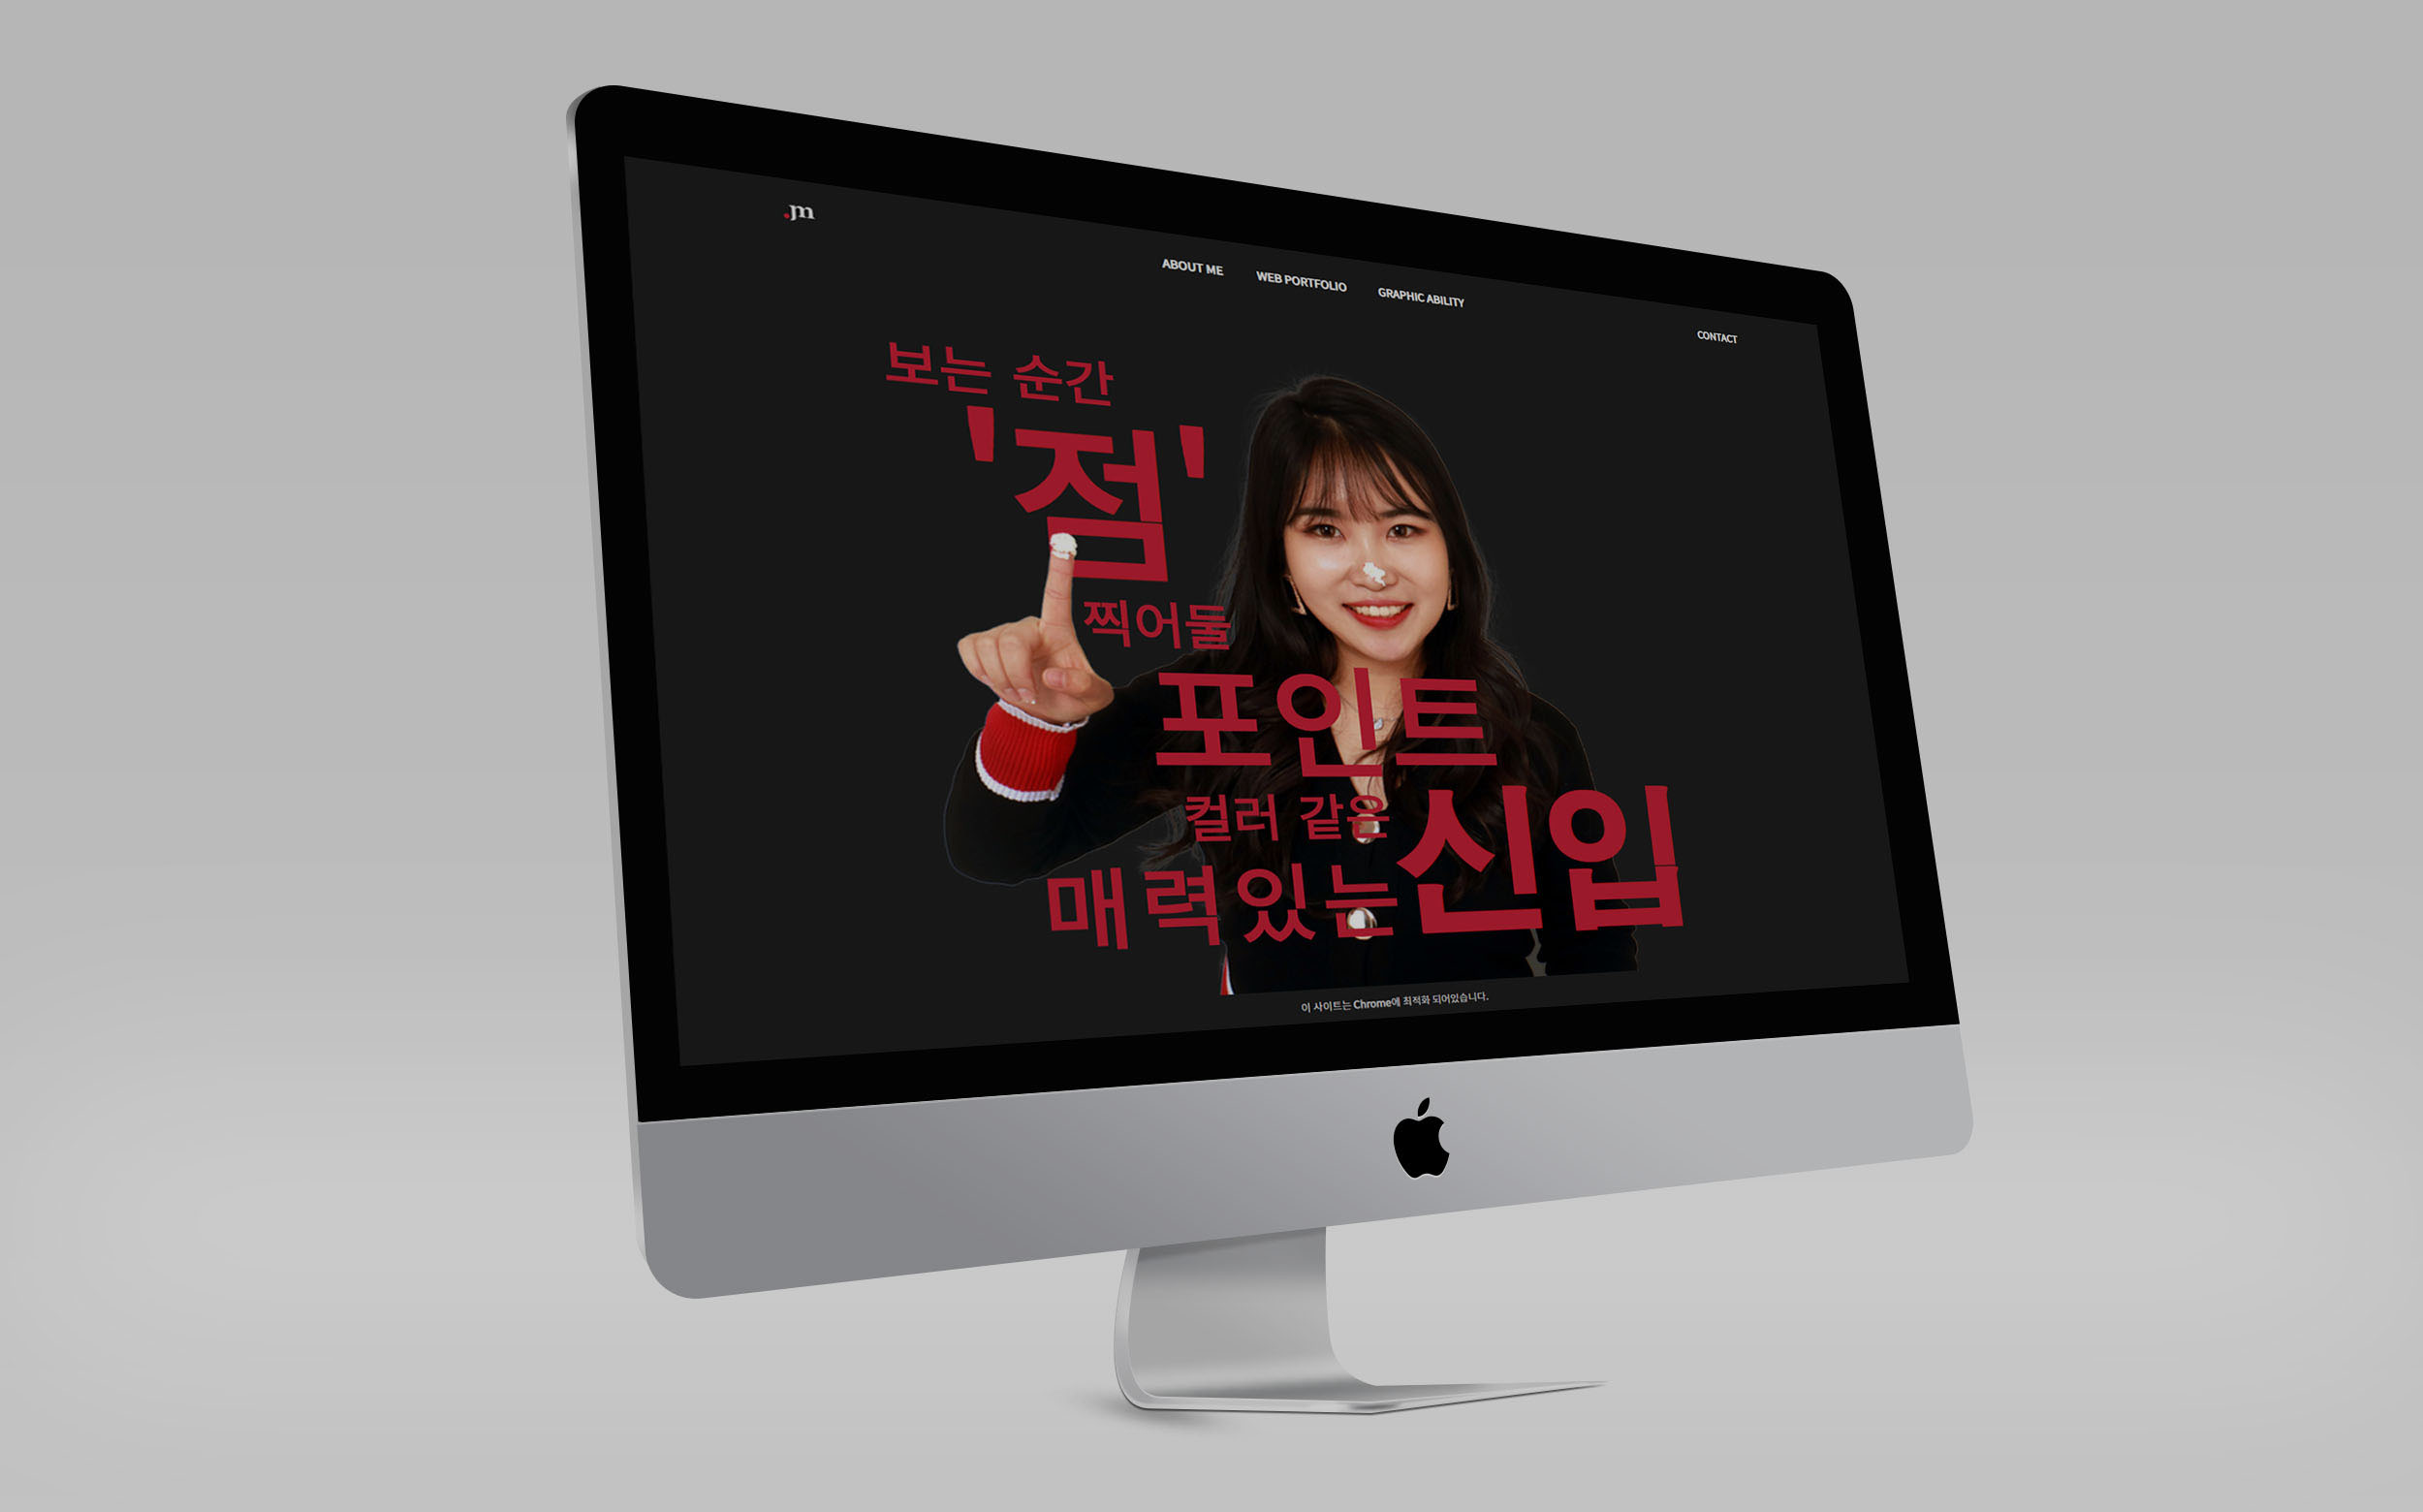 .jm
ABOUT ME WEB PORTFOLIO GRAPHIC ABILITY
CONTACT
보는 순간
'점'
찍어둘
포인트
컬러 같은
매력있는 신입
이 사이트는 Chrome에 최적화 되어있습니다.